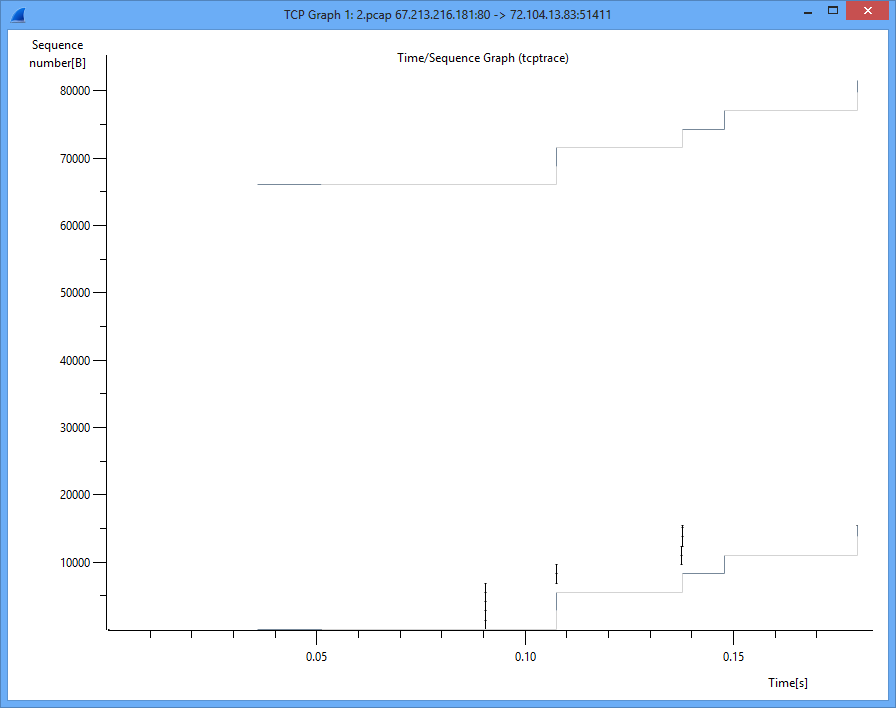 TCP Graph 1: 2.pcap 67.213.216.181:80 -> 72.104.13.83:51411
Sequence
number[B]
Time/Sequence Graph (tcptrace)
80000
70000
60000
50000
40000
30000
20000
10000
0.05
0.10
0.15
Time[s]